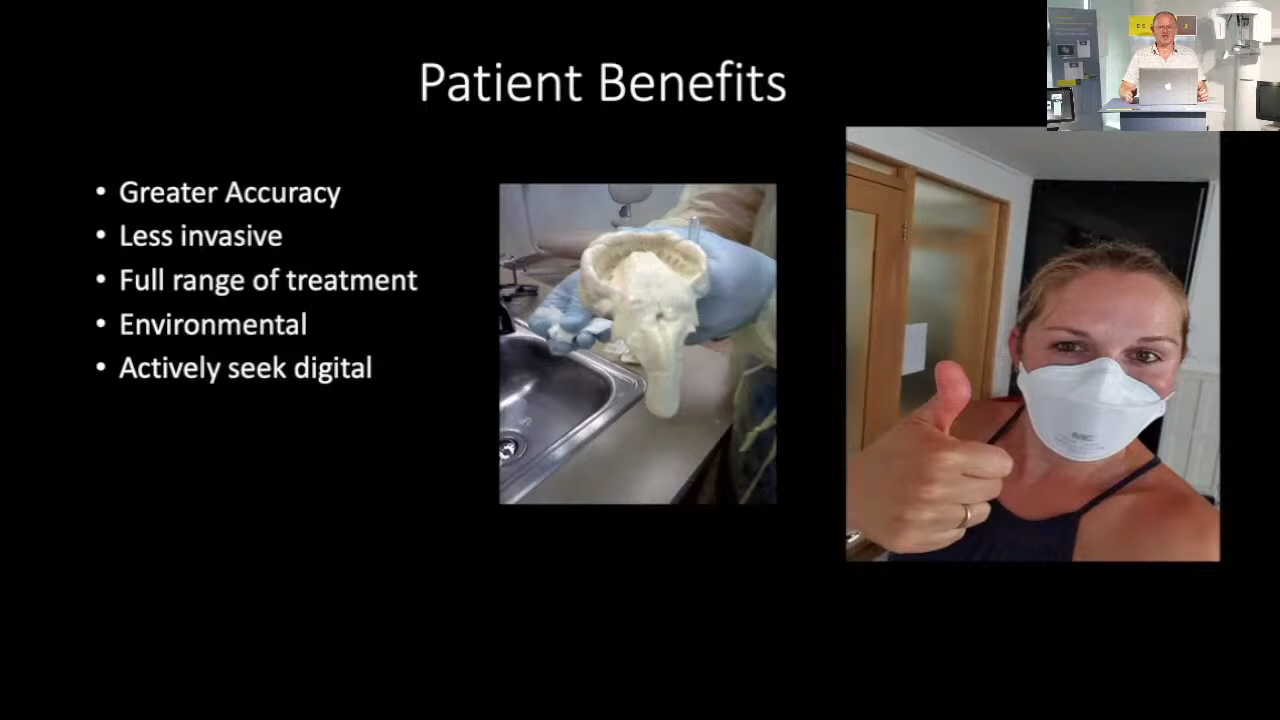 Patient Benefits
• Greater Accuracy
• Less invasive
• Full range of treatment
• Environmental
• Actively seek digital